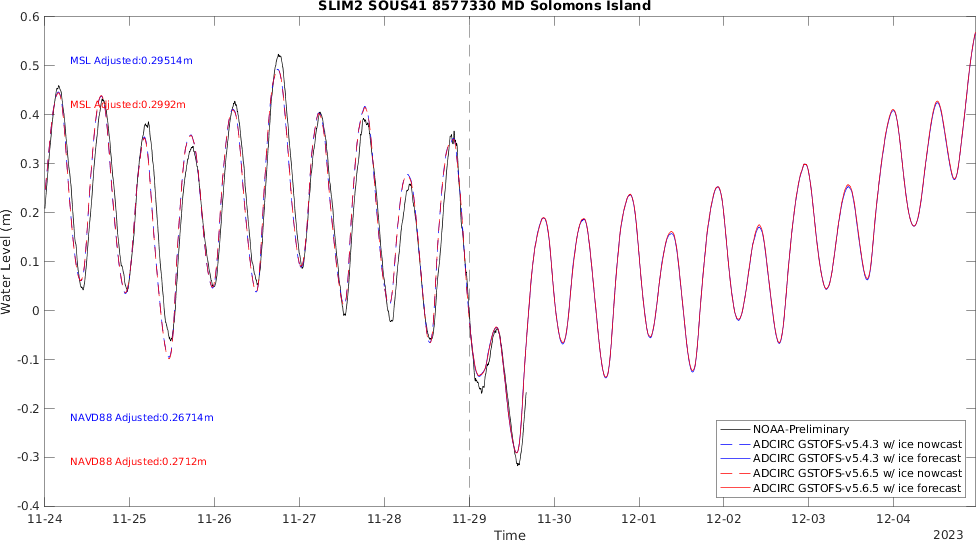 SLIM2 SOUS41 8577330 MD Solomons Island
0.6
0.5
0.4
0.3
0.2
0.1
0
-0.1
-0.2
-0.3
-0.4
Water Level (m)
MSL Adjusted:0.29514m
MSL Adjusted:0.2992m
NAVD88 Adjusted:0.26714m
NAVD88 Adjusted:0.2712m
NOAA-Preliminary
ADCIRC GSTOFS-v5.4.3 w/ ice nowcast
ADCIRC GSTOFS-v5.4.3 w/ ice forecast
ADCIRC GSTOFS-v5.6.5 w/ ice nowcast
ADCIRC GSTOFS-v5.6.5 w/ ice forecast
11-24 11-25 11-26 11-27 11-28 11-29 11-30 12-01 12-02 12-03 12-04
Time
2023